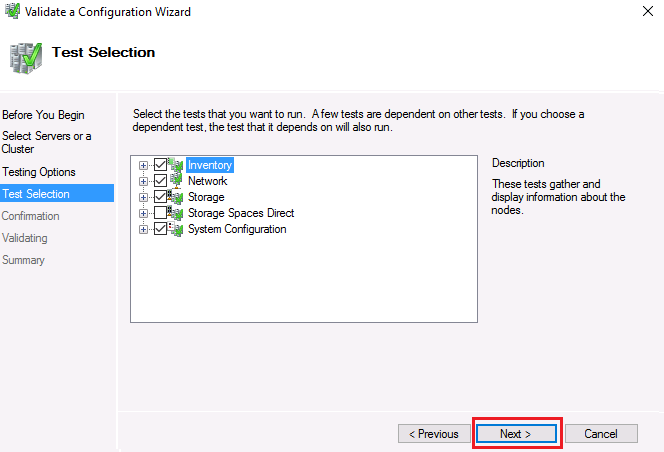 Validate a Configuration Wizard
Test Selection
Before You Begin
Select Servers or a
Cluster
Testing Options
Test Selection
Confirmation
Validating
Summary
Select the tests that you want to run. A few tests are dependent on other tests. If you choose a
dependent test, the test that it depends on will also run.
Inventory
Network
Storage
Storage Spaces Direct
System Configuration
Description
These tests gather and
display information about the
nodes.
< Previous
Next >
Cancel